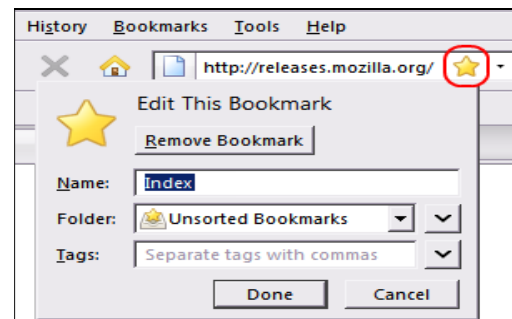 History Bookmarks Tools Help
http://releases.mozilla.org/
Edit This Bookmark
Remove Bookmark
Name: Index
Folder: Unsorted Bookmarks
Tags: Separate tags with commas
Done Cancel